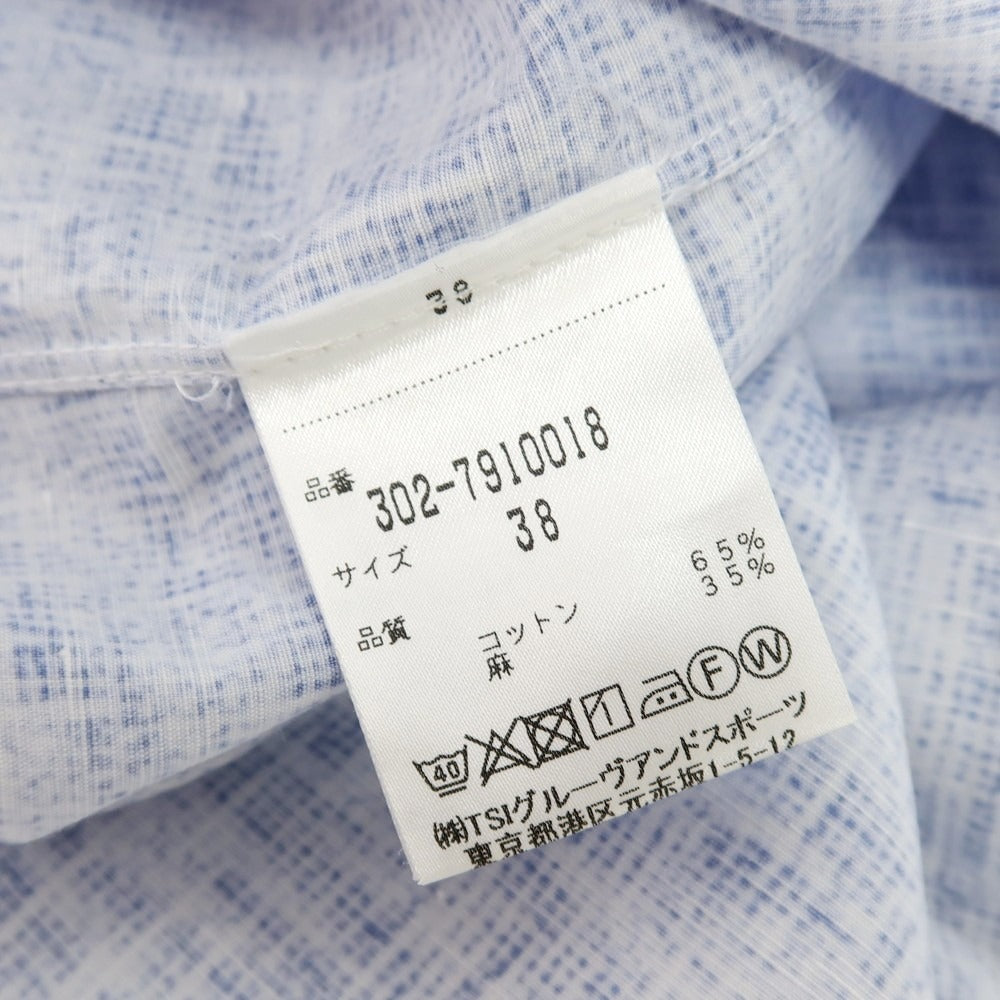 38
品番 302-7910018
サイズ 38
品質 コットン 65%
麻 35%
40 F W
(株)TSIグルーヴアンドスポーツ
東京都港区元赤坂1-5-12